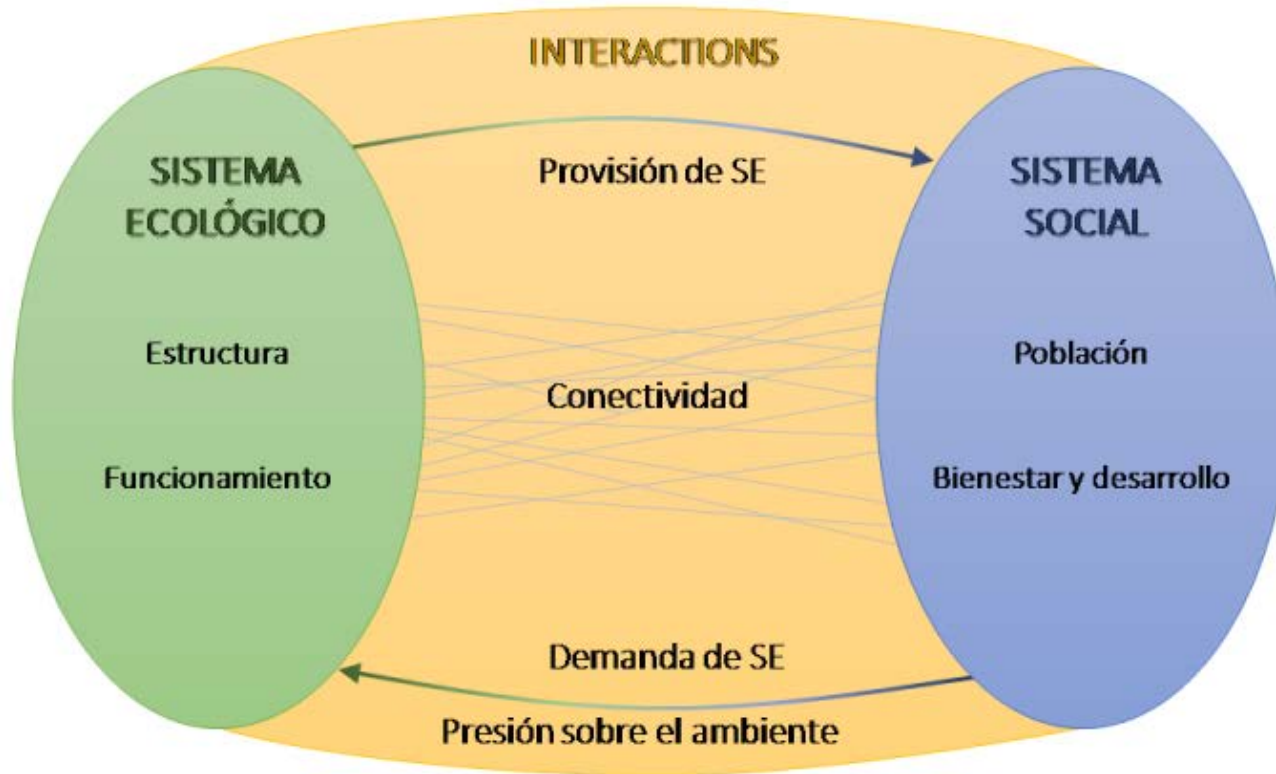 INTERACTIONS
Provisión de SE
SISTEMA
ECOLÓGICO
Estructura
Funcionamiento
Conectividad
SISTEMA
SOCIAL
Población
Bienestar y desarrollo
Demanda de SE
Presión sobre el ambiente